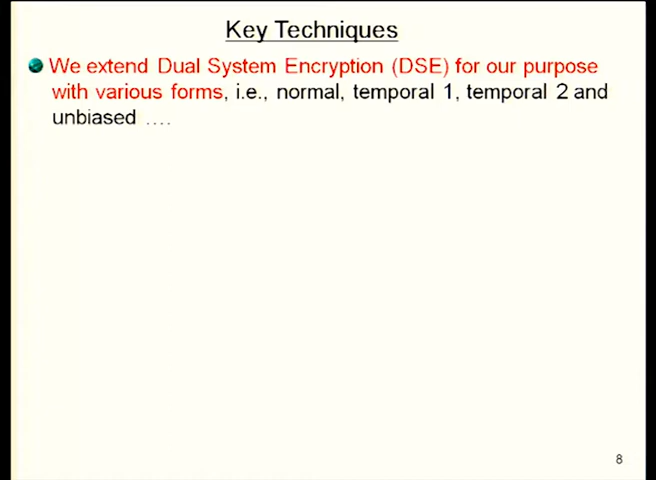 Key Techniques
We extend Dual System Encryption (DSE) for our purpose
with various forms, i.e., normal, temporal 1, temporal 2 and
unbiased ....
8